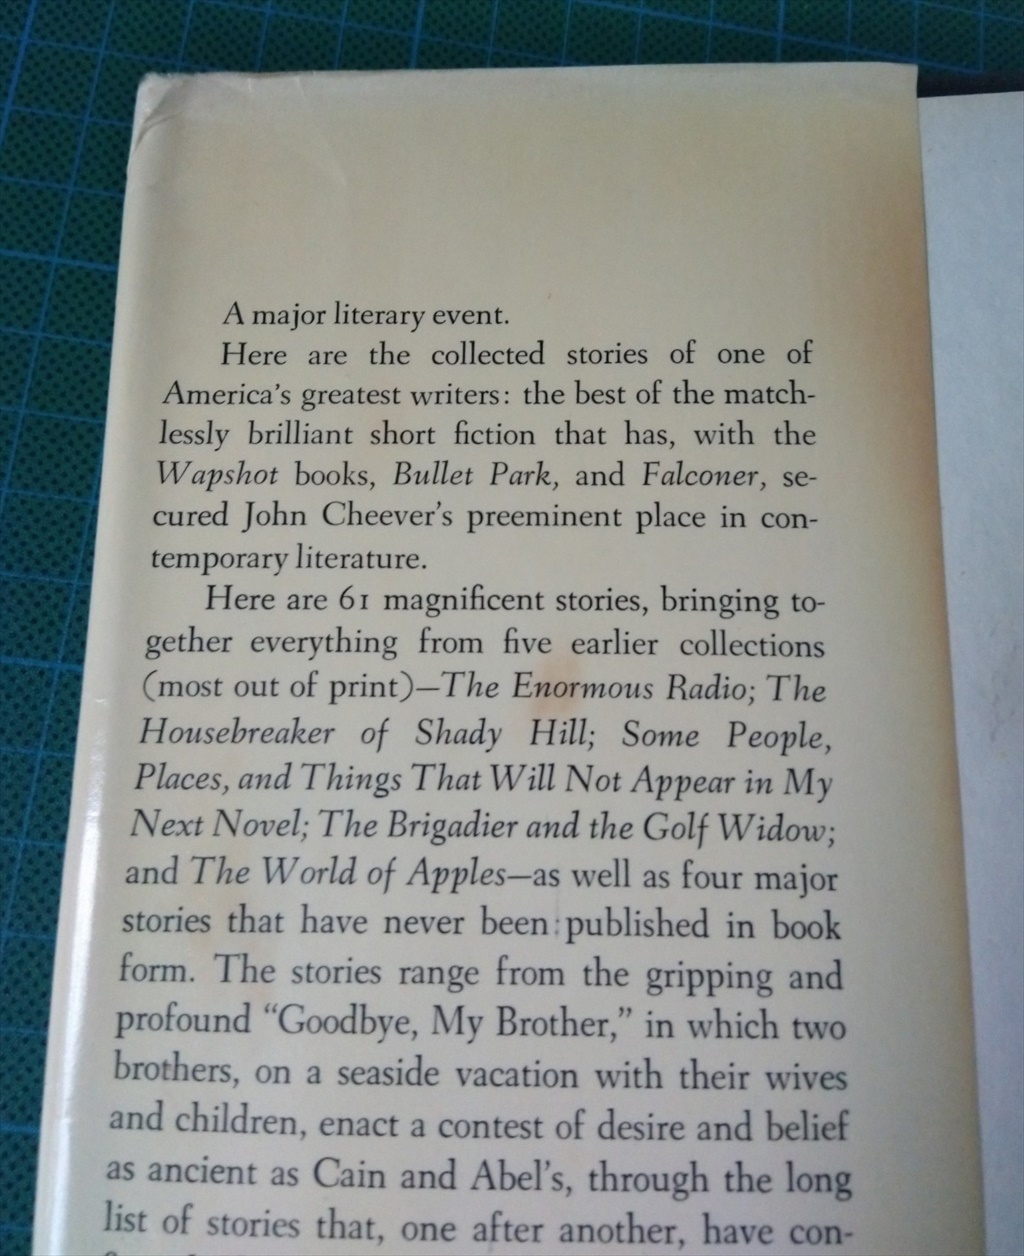 A major literary event.
Here are the collected stories of one of
America's greatest writers: the best of the match-
lessly brilliant short fiction that has, with the
Wapshot books, Bullet Park, and Falconer, se-
cured John Cheever's preeminent place in con-
temporary literature.
Here are 61 magnificent stories, bringing to-
gether everything from five earlier collections
(most out of print)—The Enormous Radio; The
Housebreaker of Shady Hill; Some People,
Places, and Things That Will Not Appear in My
Next Novel; The Brigadier and the Golf Widow;
and The World of Apples—as well as four major
stories that have never been published in book
form. The stories range from the gripping and
profound “Goodbye, My Brother,” in which two
brothers, on a seaside vacation with their wives
and children, enact a contest of desire and belief
as ancient as Cain and Abel's, through the long
list of stories that, one after another, have con-